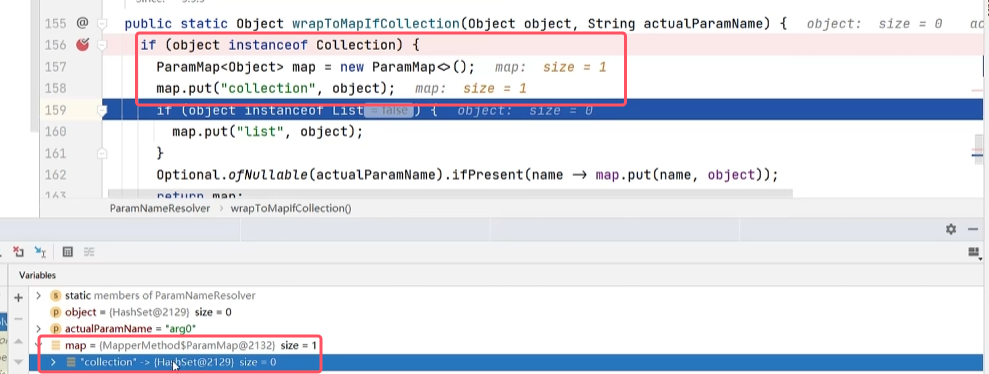 155 @ public static Object wrapToMapIfCollection(Object object, String actualParamName) { object: size = 0 ac
156 if (object instanceof Collection) {
157 ParamMap<Object> map = new ParamMap<>(); map: size = 1
158 map.put("collection", object); map: size = 1
159 if (object instanceof List = false ) { object: size = 0
160 map.put("list", object);
161 }
162 Optional.ofNullable(actualParamName).ifPresent(name → map.put(name, object));
163 return map;
ParamNameResolver › wrapToMapIfCollection()
Variables
static members of ParamNameResolver
object = {HashSet@2129} size = 0
actualParamName = "arg0"
map = {MapperMethod$ParamMap@2132} size = 1
"collection" -> {HashSet@2129} size = 0